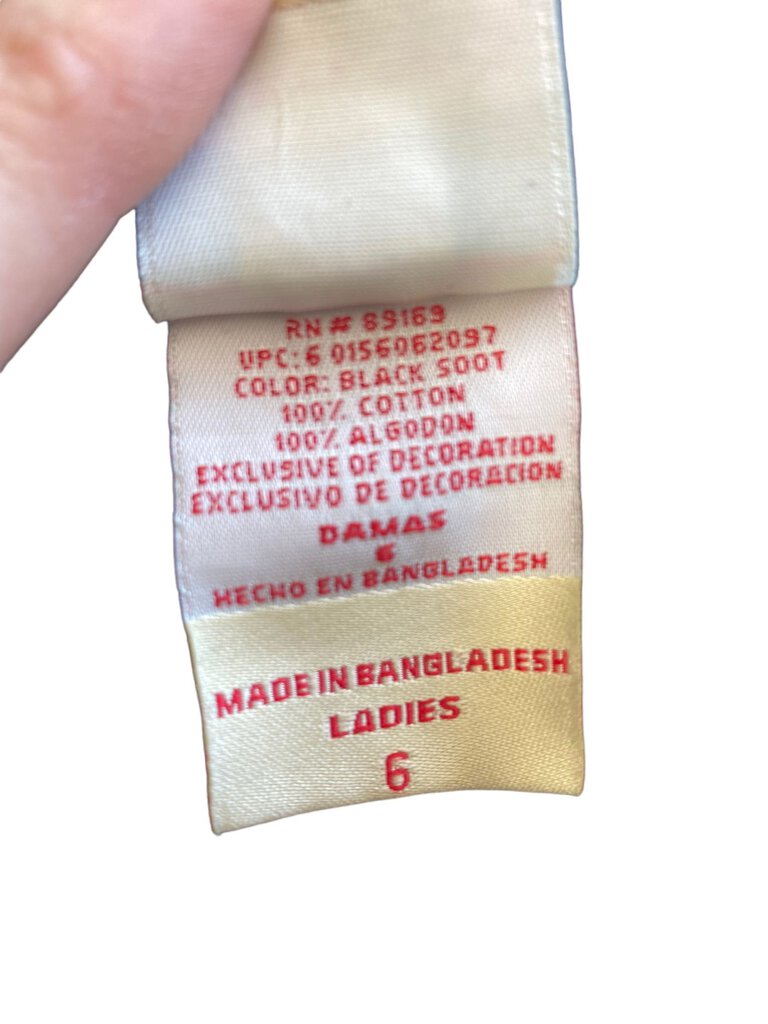 RN # 89169
UPC: 6 0156062097
COLOR: BLACK SOOT
100% COTTON
100% ALGODON
EXCLUSIVE OF DECORATION
EXCLUSIVO DE DECORACION
DAMAS
6
HECHO EN BANGLADESH
MADE IN BANGLADESH
LADIES
6